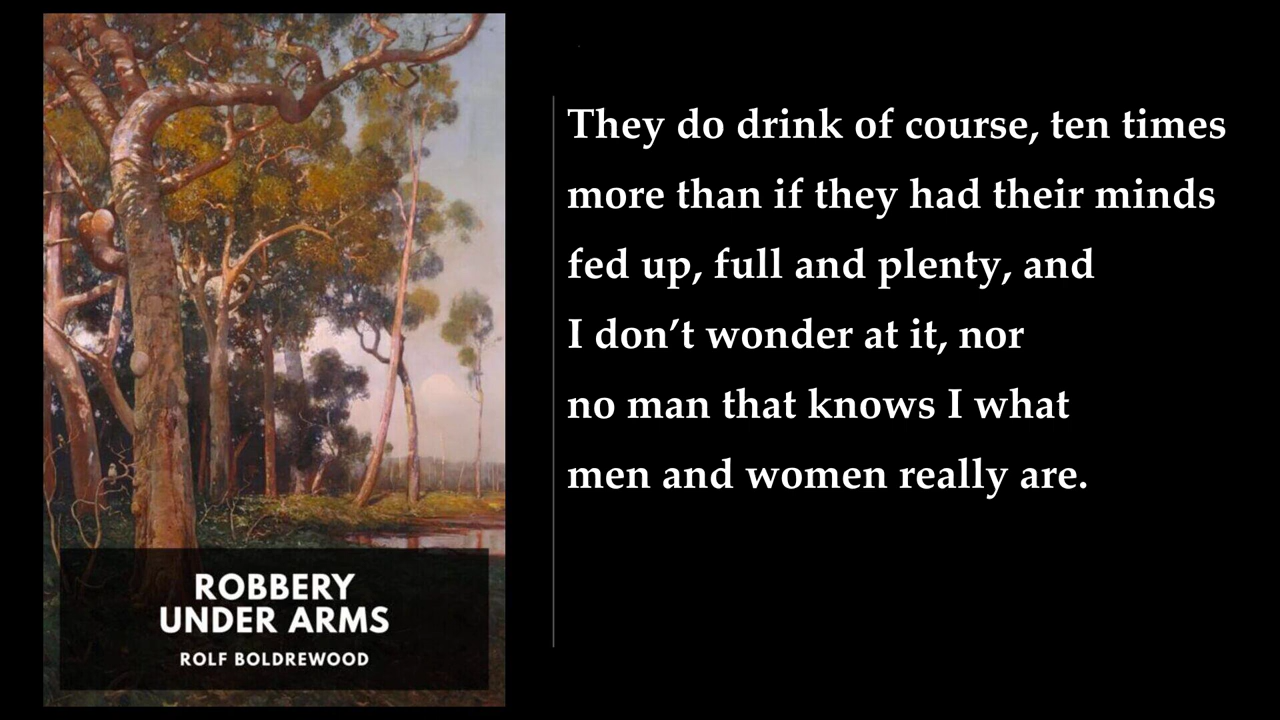 ROBBERY
UNDER ARMS
ROLF BOLDREWOOD
They do drink of course, ten times
more than if they had their minds
fed up, full and plenty, and
I don’t wonder at it, nor
no man that knows I what
men and women really are.